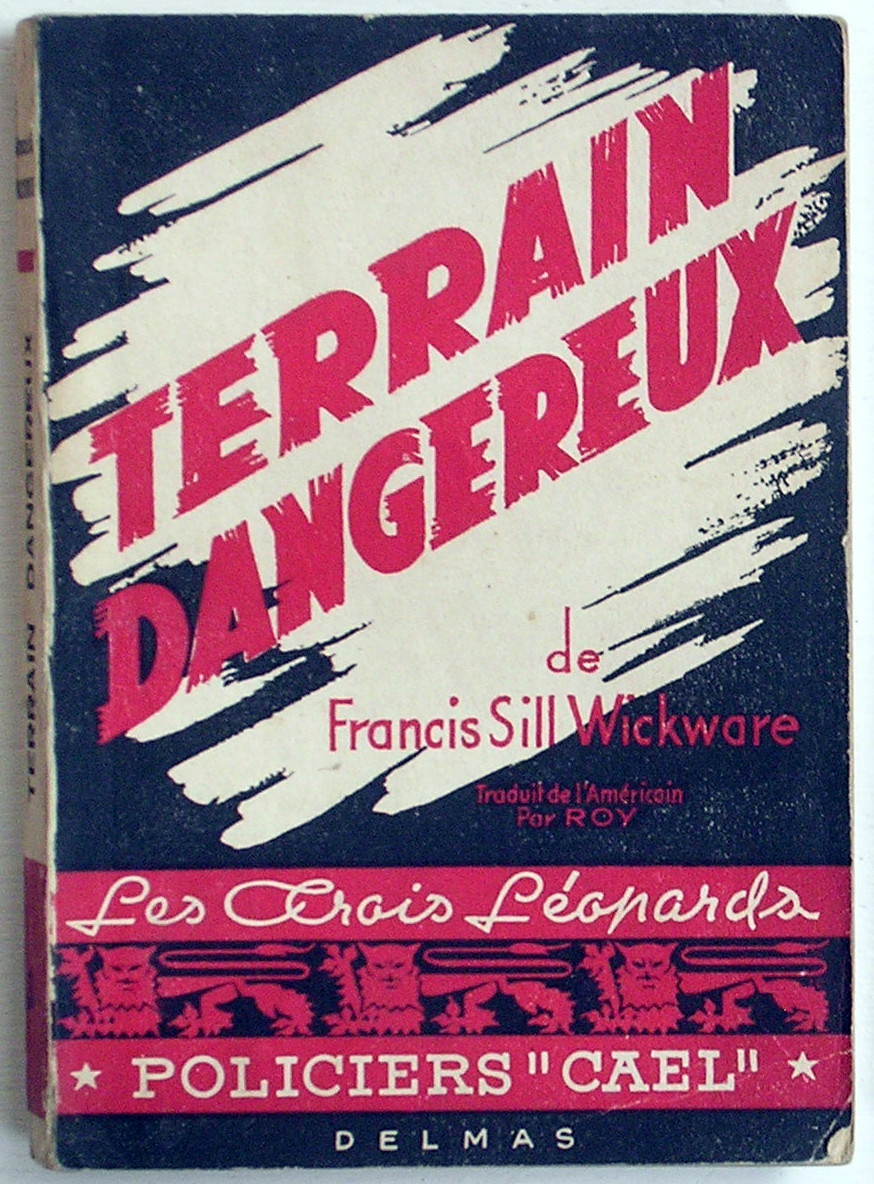 TERRAIN
DANGEREUX
de
Francis Sill Wickware
Traduit de l'Américain
Par ROY
Les Trois Léopards
POLICIERS "CAEL"
DELMAS
TERRAIN DANGEREUX